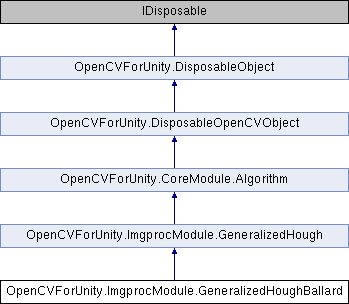 IDisposable
OpenCVForUnity.DisposableObject
OpenCVForUnity.DisposableOpenCVObject
OpenCVForUnity.CoreModule.Algorithm
OpenCVForUnity.ImgprocModule.GeneralizedHough
OpenCVForUnity.ImgprocModule.GeneralizedHoughBallard